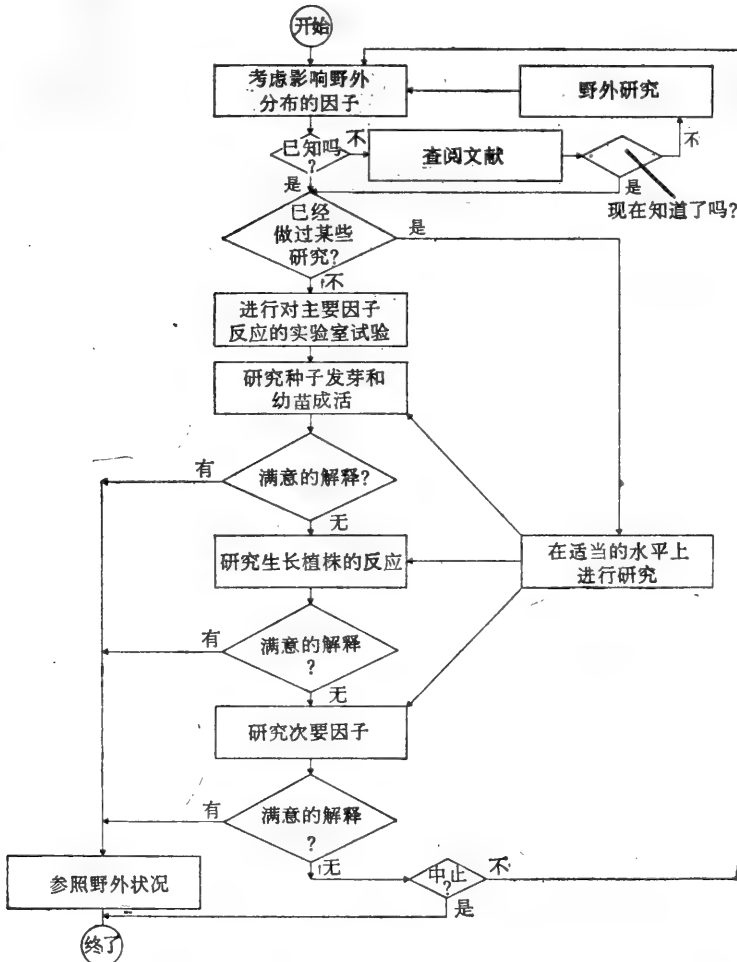 开始
考虑影响野外
分布的因子
野外研究
已知吗
?
不
查阅文献
不
是
是
现在知道了吗?
已经
做过某些
研究?
是
不
进行对主要因子
反应的实验室试验
研究种子发芽和
幼苗成活
满意的解释?
有
无
研究生长植株的反应
在适当的水平上
进行研究
满意的解释
?
有
无
研究次要因子
满意的解释
?
有
无
中止
?
不
是
参照野外状况
终了